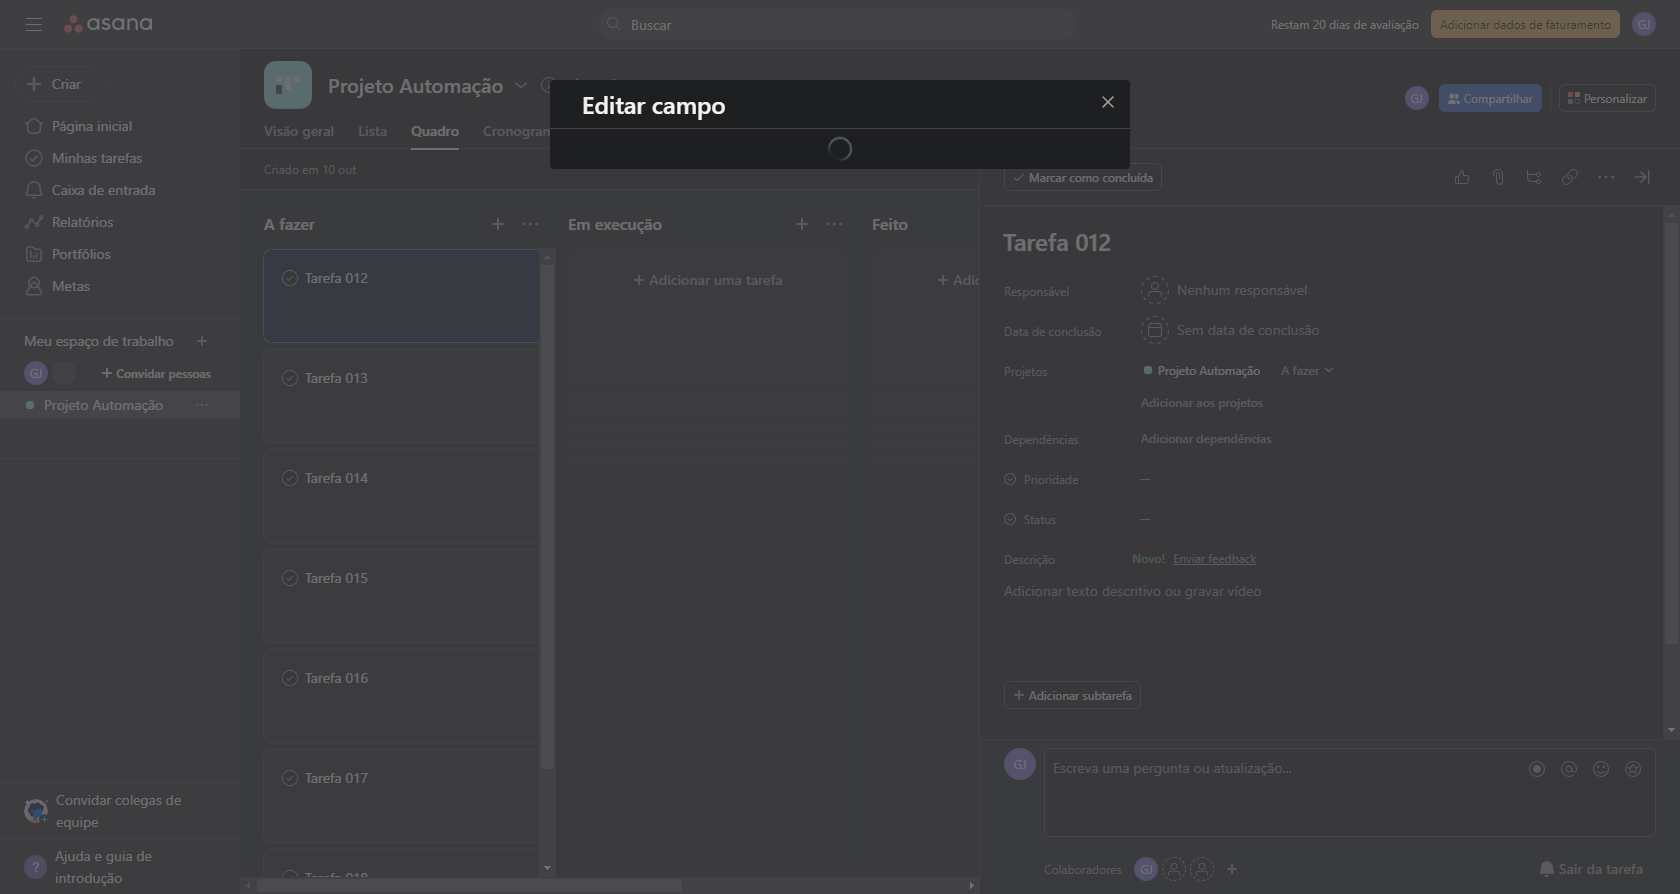 asana
Buscar
Restam 20 dias de avaliação
Adicionar dados de faturamento
GJ
Criar
Página inicial
Minhas tarefas
Caixa de entrada
Relatórios
Portfólios
Metas
Meu espaço de trabalho
GJ
Convidar pessoas
Projeto Automação
Convidar colegas de
equipe
?
Ajuda e guia de
introdução
Projeto Automação
GJ
Compartilhar
Personalizar
Visão geral
Lista
Quadro
Cronogran
Criado em 10 out
Editar campo
A fazer
Tarefa 012
Tarefa 013
Tarefa 014
Tarefa 015
Tarefa 016
Tarefa 017
Tarefa 018
Em execução
+ Adicionar uma tarefa
Feito
+ Adic
Marcar como concluída
Tarefa 012
Responsável
Nenhum responsável
Data de conclusão
Sem data de conclusão
Projetos
Projeto Automação
A fazer
Adicionar aos projetos
Dependências
Adicionar dependências
Prioridade
—
Status
—
Descrição
Novo! Enviar feedback
Adicionar texto descritivo ou gravar vídeo
+ Adicionar subtarefa
GJ
Escreva uma pergunta ou atualização...
Colaboradores
GJ
Sair da tarefa